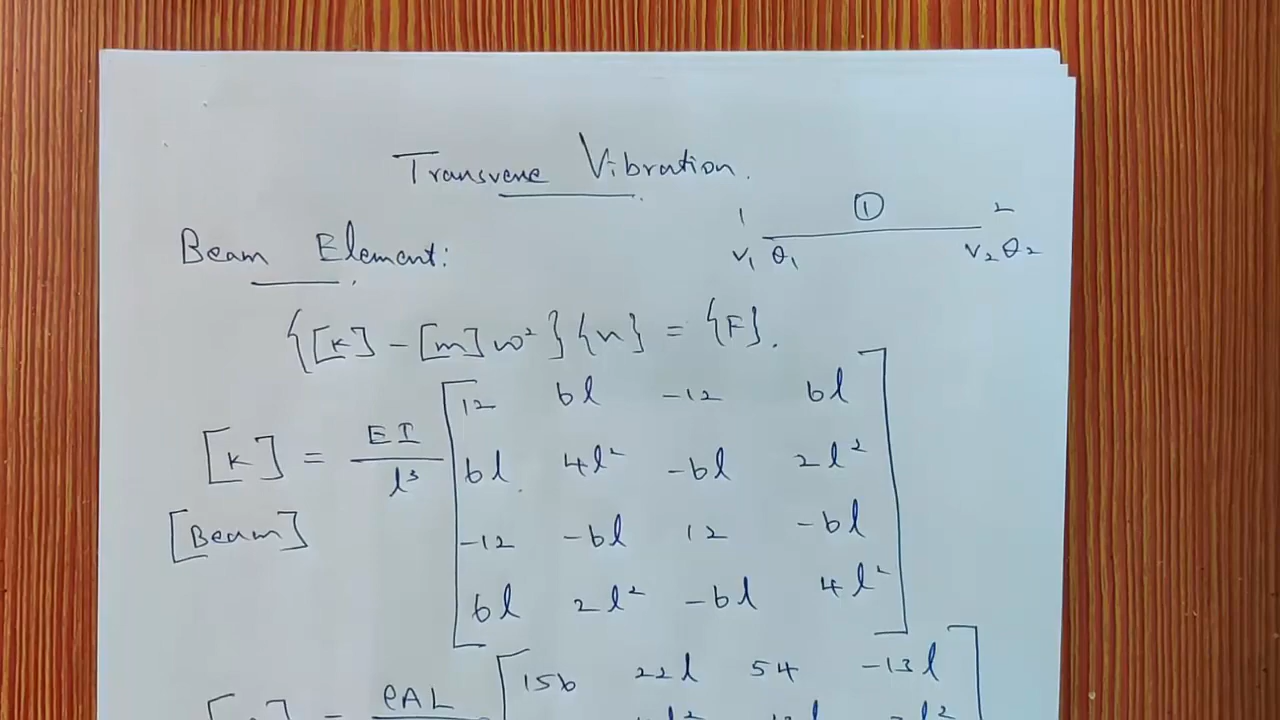 Transverse Vibration.
1 ① 2
Beam Element:
v₁ θ₁ v₂ θ₂
{[K] - [m]ω²}{u} = {F}.
[K] = EI/l³ [12 6l -12 6l
6l 4l² -6l 2l²
[Beam]
-12 -6l 12 -6l
6l 2l² -6l 4l²]
= ρAL [156 22l 54 -13l